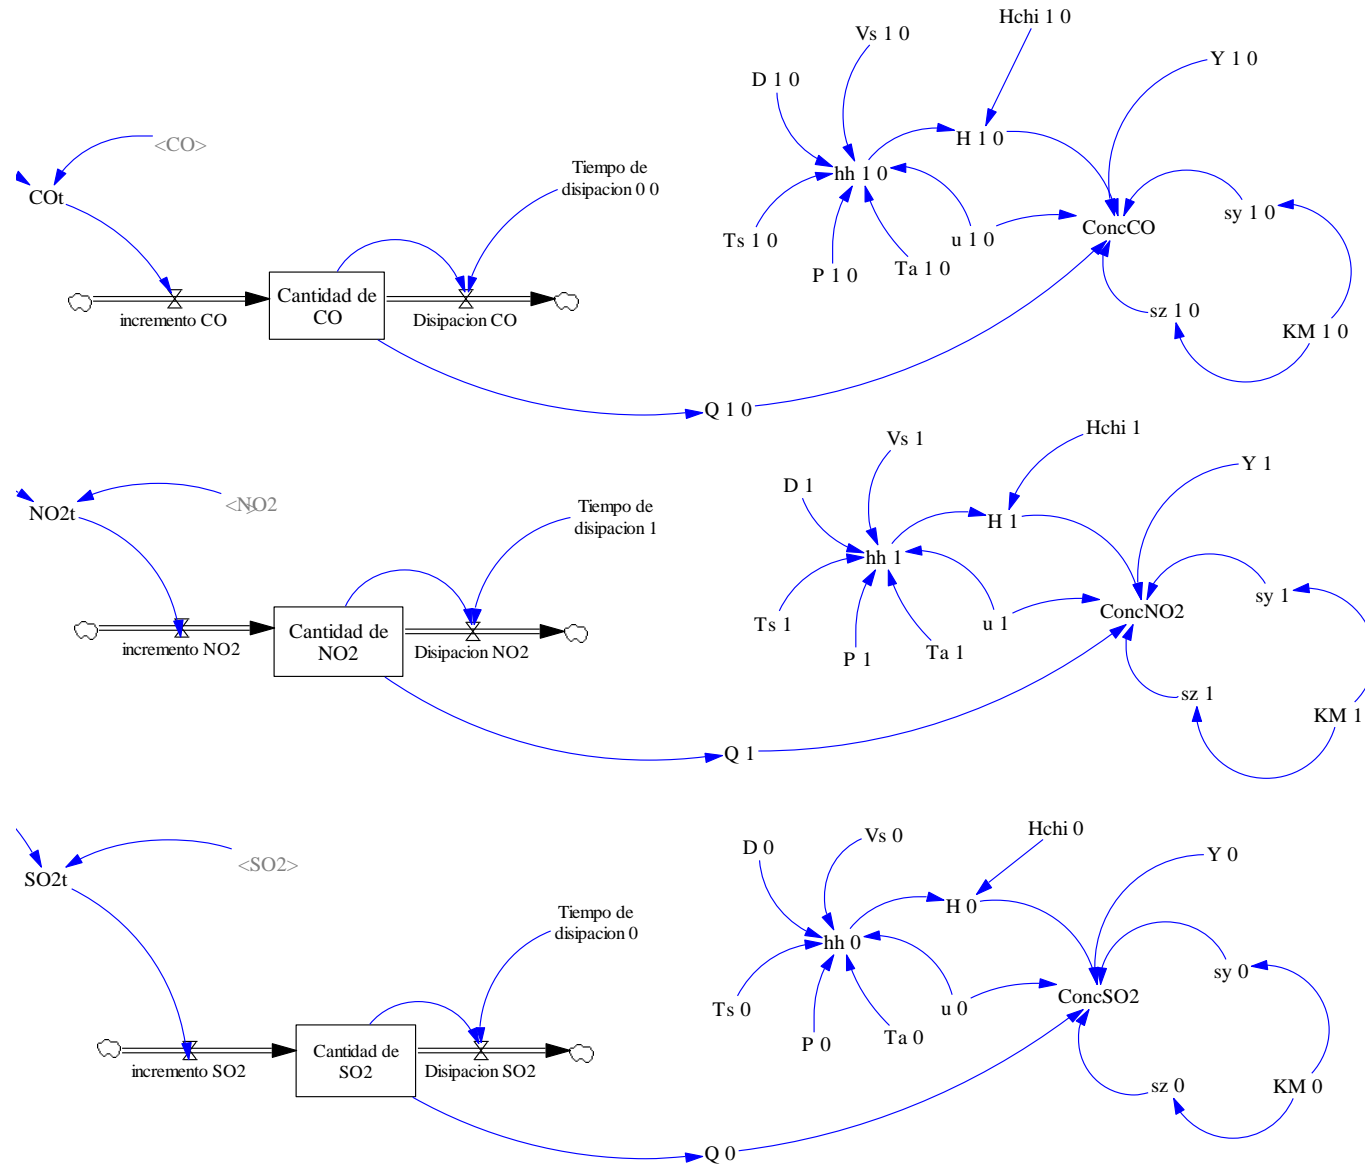 Hchi 1 0
Vs 1 0
Y 1 0
D 1 0
<CO>
H 1 0
Tiempo de
disipacion 0 0
hh 1 0
COt
sy 1 0
ConcCO
Ts 1 0
u 1 0
Ta 1 0
P 1 0
Cantidad de
CO
incremento CO
Disipacion CO
sz 1 0
KM 1 0
Q 1 0
Hchi 1
Vs 1
Y 1
D 1
<NO2>
NO2t
Tiempo de
disipacion 1
H 1
hh 1
sy 1
ConcNO2
Ts 1
u 1
Ta 1
P 1
Cantidad de
NO2
incremento NO2
Disipacion NO2
sz 1
KM 1
Q 1
Hchi 0
Vs 0
D 0
Y 0
<SO2>
SO2t
H 0
Tiempo de
disipacion 0
hh 0
sy 0
ConcSO2
Ts 0
u 0
Ta 0
P 0
Cantidad de
SO2
incremento SO2
Disipacion SO2
sz 0
KM 0
Q 0